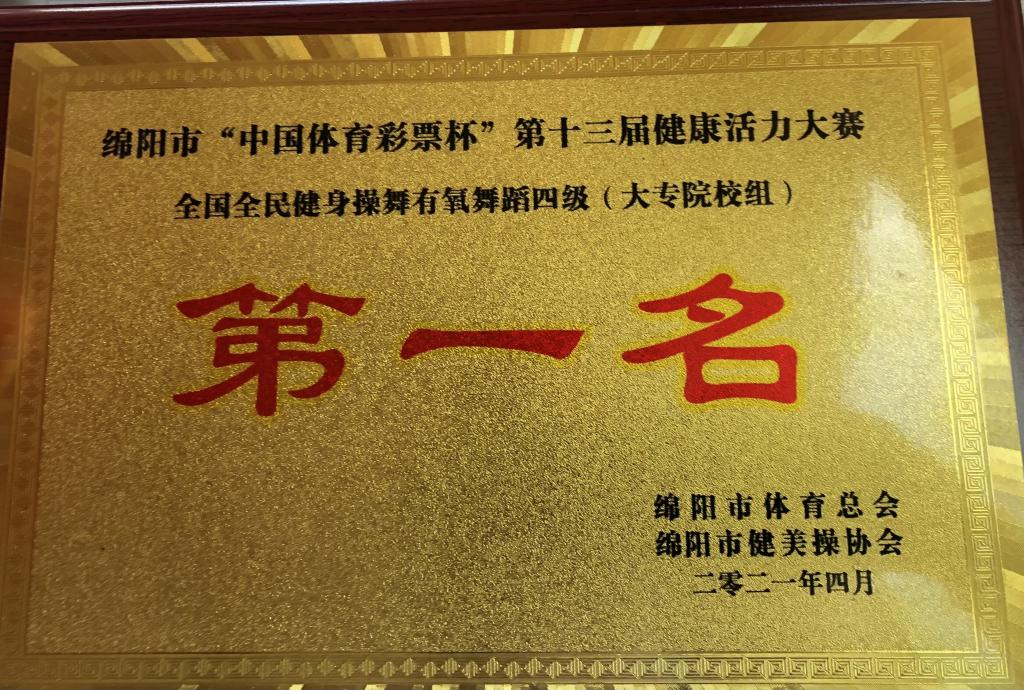 绵阳市“中国体育彩票杯”第十三届健康活力大赛
全国全民健身操舞有氧舞蹈四级（大专院校组）
第一名
绵阳市体育总会
绵阳市健美操协会
二零二一年四月